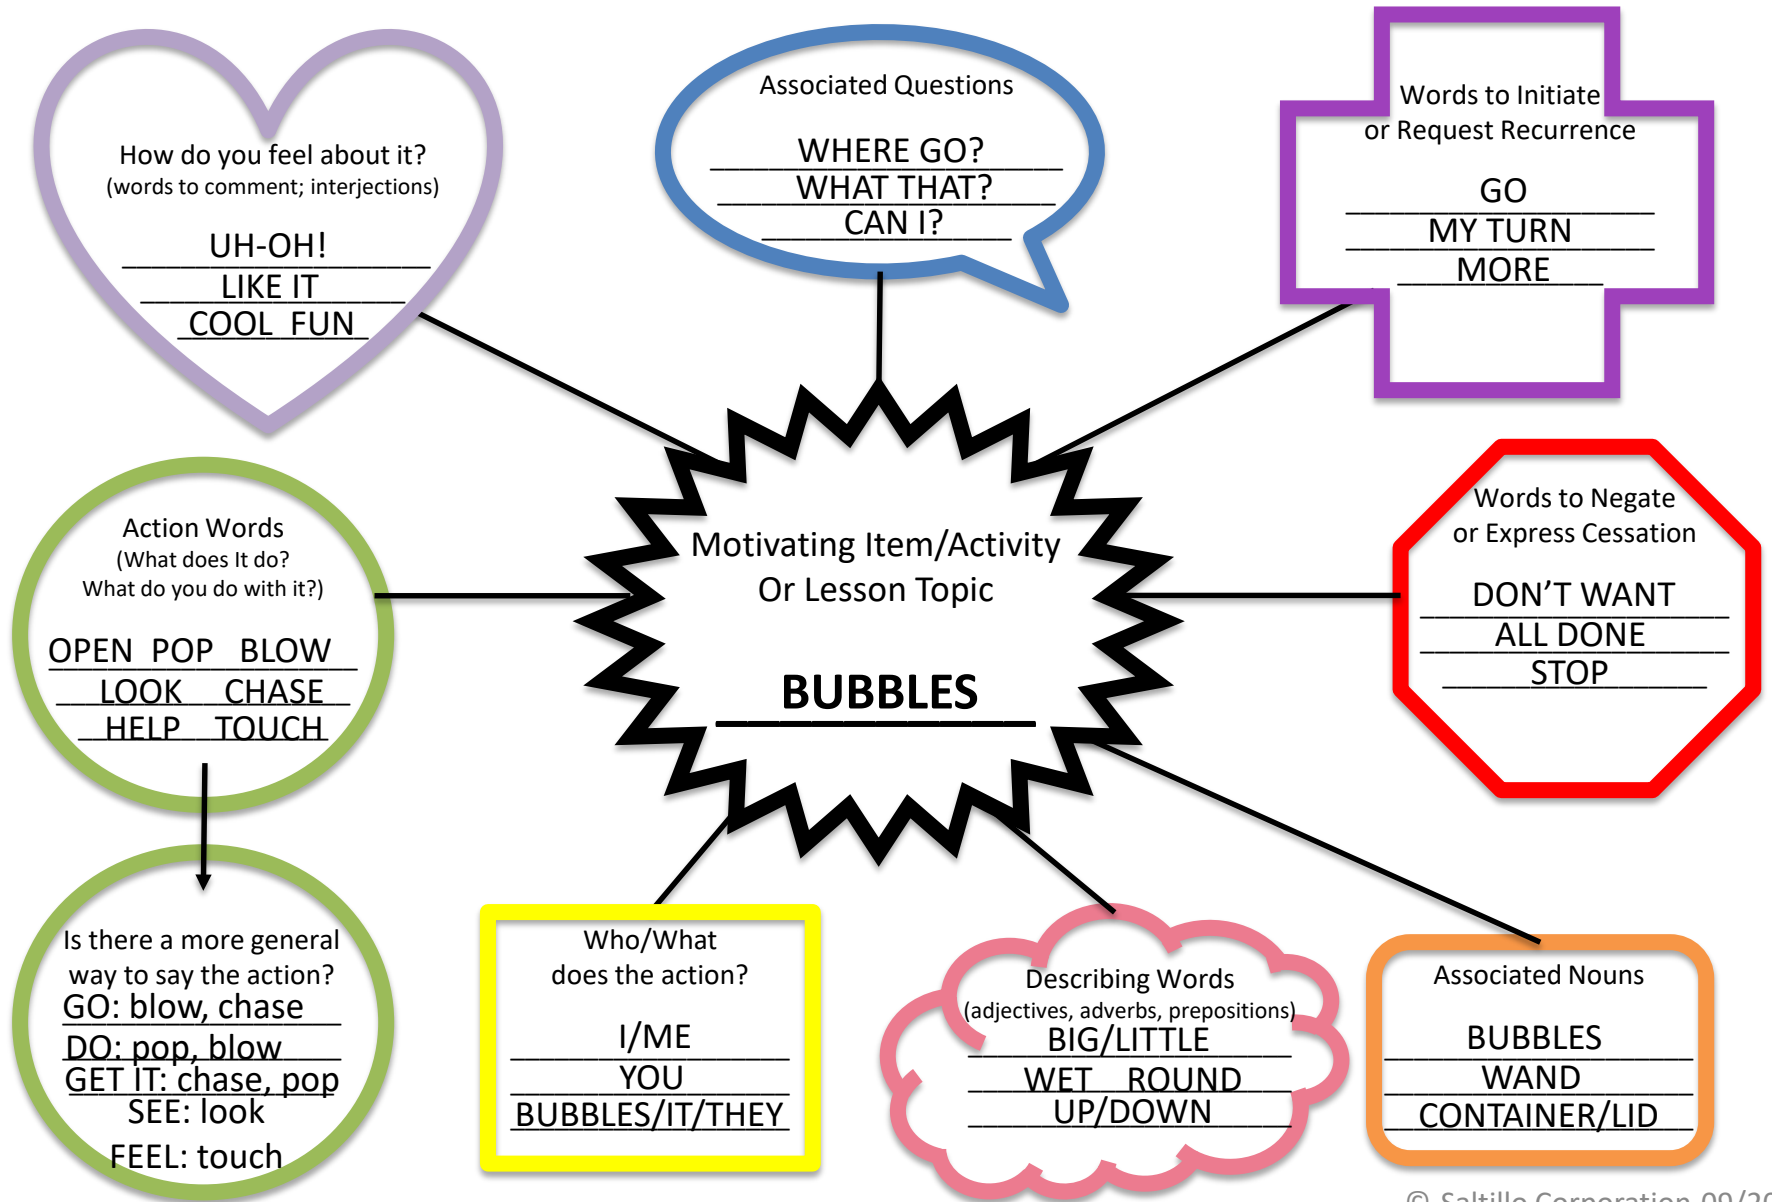 How do you feel about it?
(words to comment; interjections)
UH-OH!
LIKE IT
COOL FUN
Associated Questions
WHERE GO?
WHAT THAT?
CAN I?
Words to Initiate
or Request Recurrence
GO
MY TURN
MORE
Action Words
(What does It do?
What do you do with it?)
OPEN POP BLOW
LOOK CHASE
HELP TOUCH
Motivating Item/Activity
Or Lesson Topic
BUBBLES
Words to Negate
or Express Cessation
DON'T WANT
ALL DONE
STOP
Is there a more general
way to say the action?
GO: blow, chase
DO: pop, blow
GET IT: chase, pop
SEE: look
FEEL: touch
Who/What
does the action?
I/ME
YOU
BUBBLES/IT/THEY
Describing Words
(adjectives, adverbs, prepositions)
BIG/LITTLE
WET ROUND
UP/DOWN
Associated Nouns
BUBBLES
WAND
CONTAINER/LID
© Saltillo Corporation